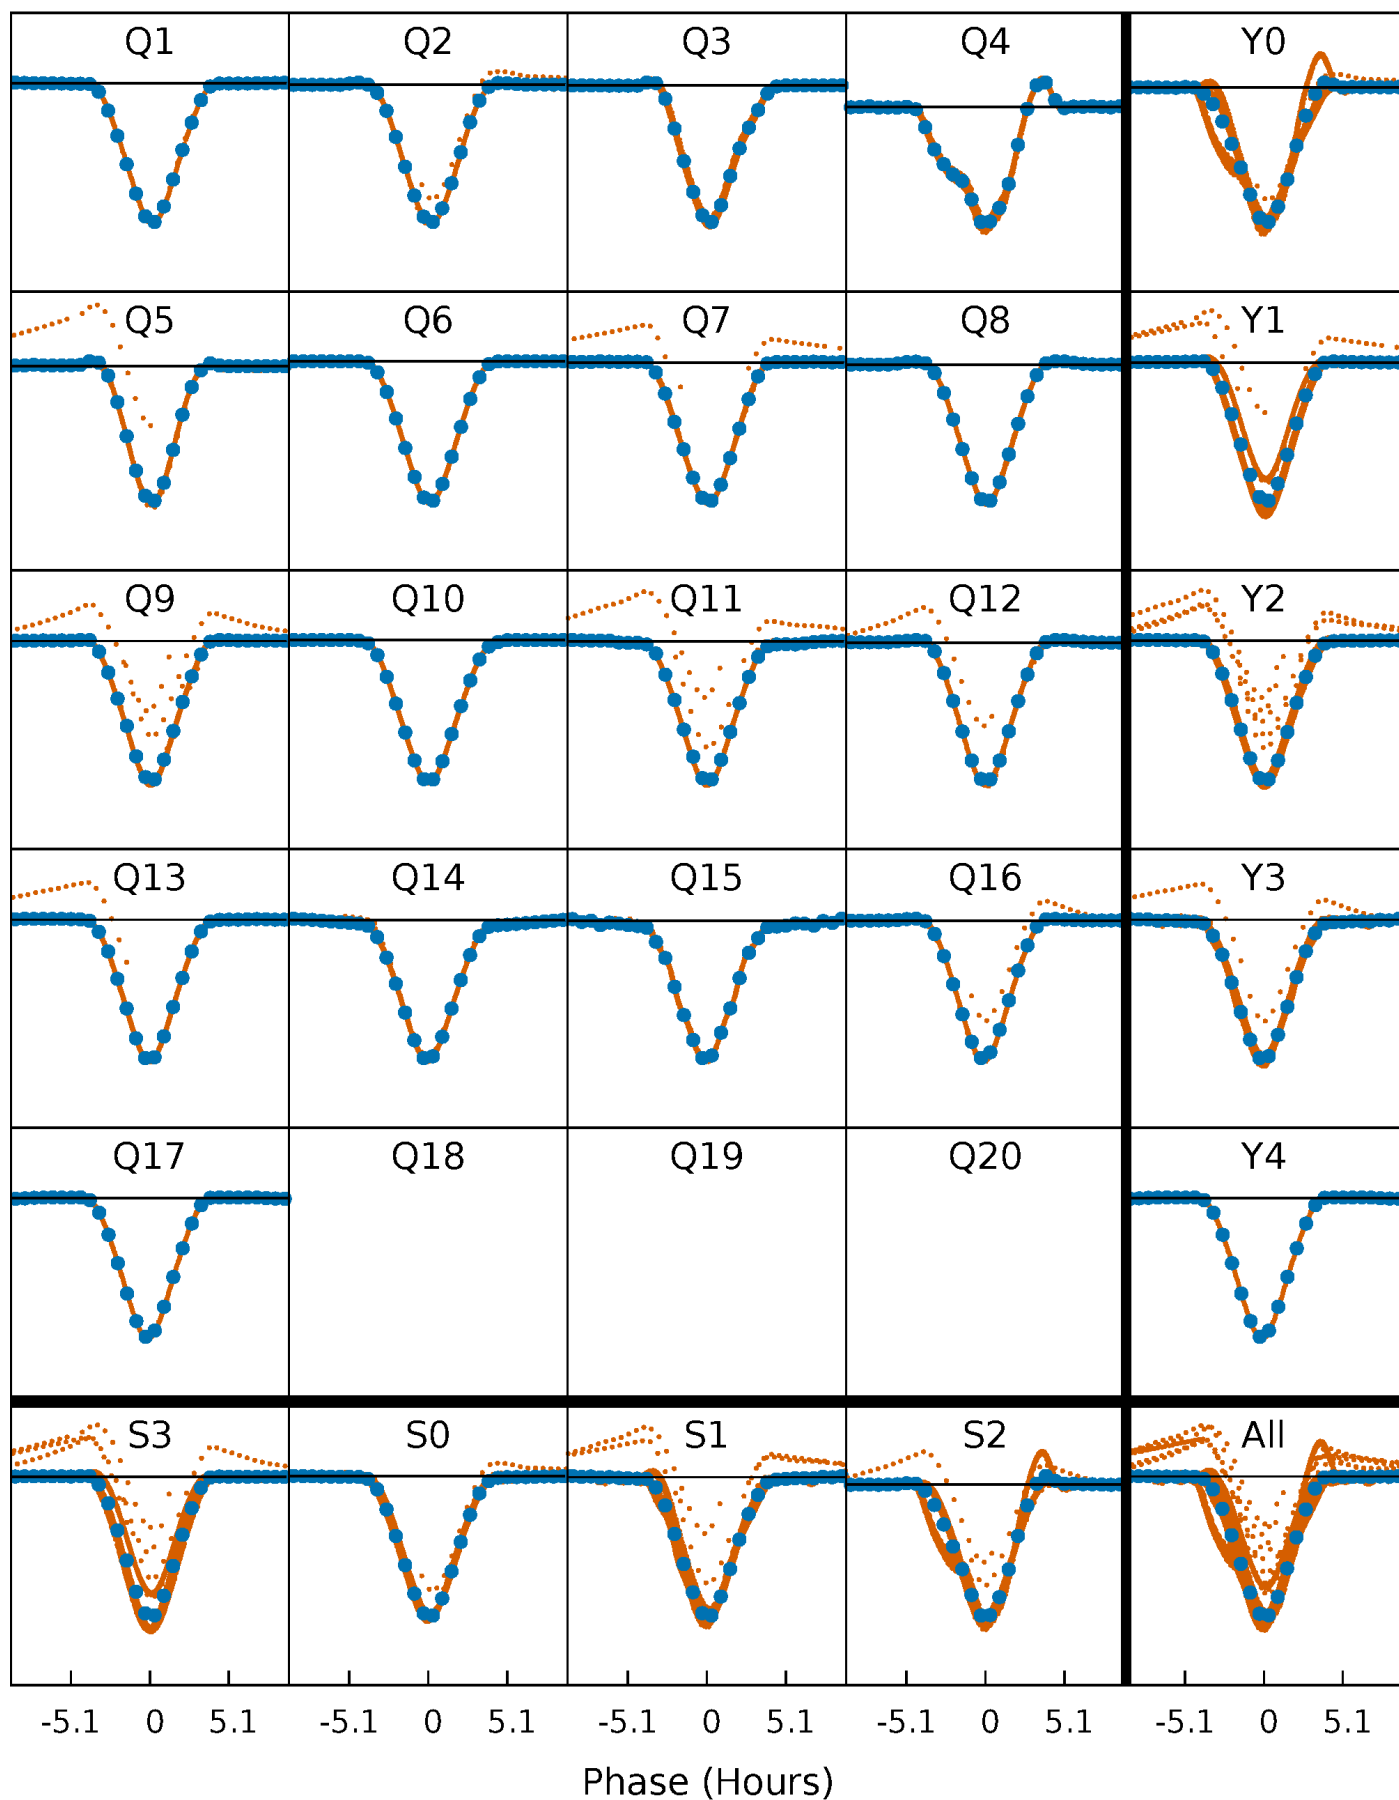 Q1 Q2 Q3 Q4 Y0
Q5 Q6 Q7 Q8 Y1
Q9 Q10 Q11 Q12 Y2
Q13 Q14 Q15 Q16 Y3
Q17 Q18 Q19 Q20 Y4
S3 S0 S1 S2 All
-5.1 0 5.1 -5.1 0 5.1 -5.1 0 5.1 -5.1 0 5.1 -5.1 0 5.1
Phase (Hours)